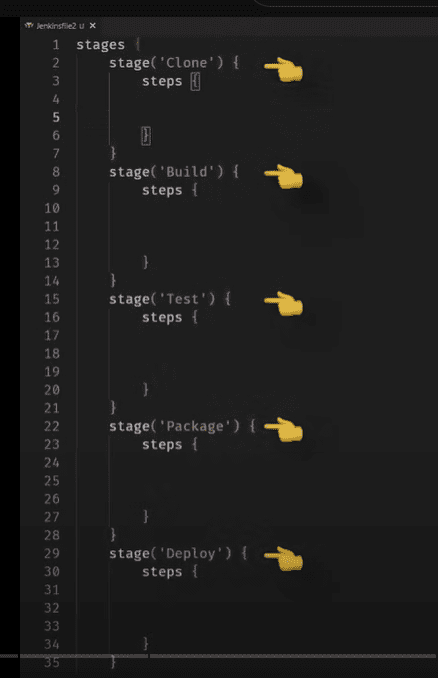 Jenkinsfile2 U X
1 stages {
2 stage('Clone') {
3 steps {
4
5
6 }
7 }
8 stage('Build') {
9 steps {
10
11
12
13 }
14 }
15 stage('Test') {
16 steps {
17
18
19
20 }
21 }
22 stage('Package') {
23 steps {
24
25
26
27 }
28 }
29 stage('Deploy') {
30 steps {
31
32
33
34 }
35 }